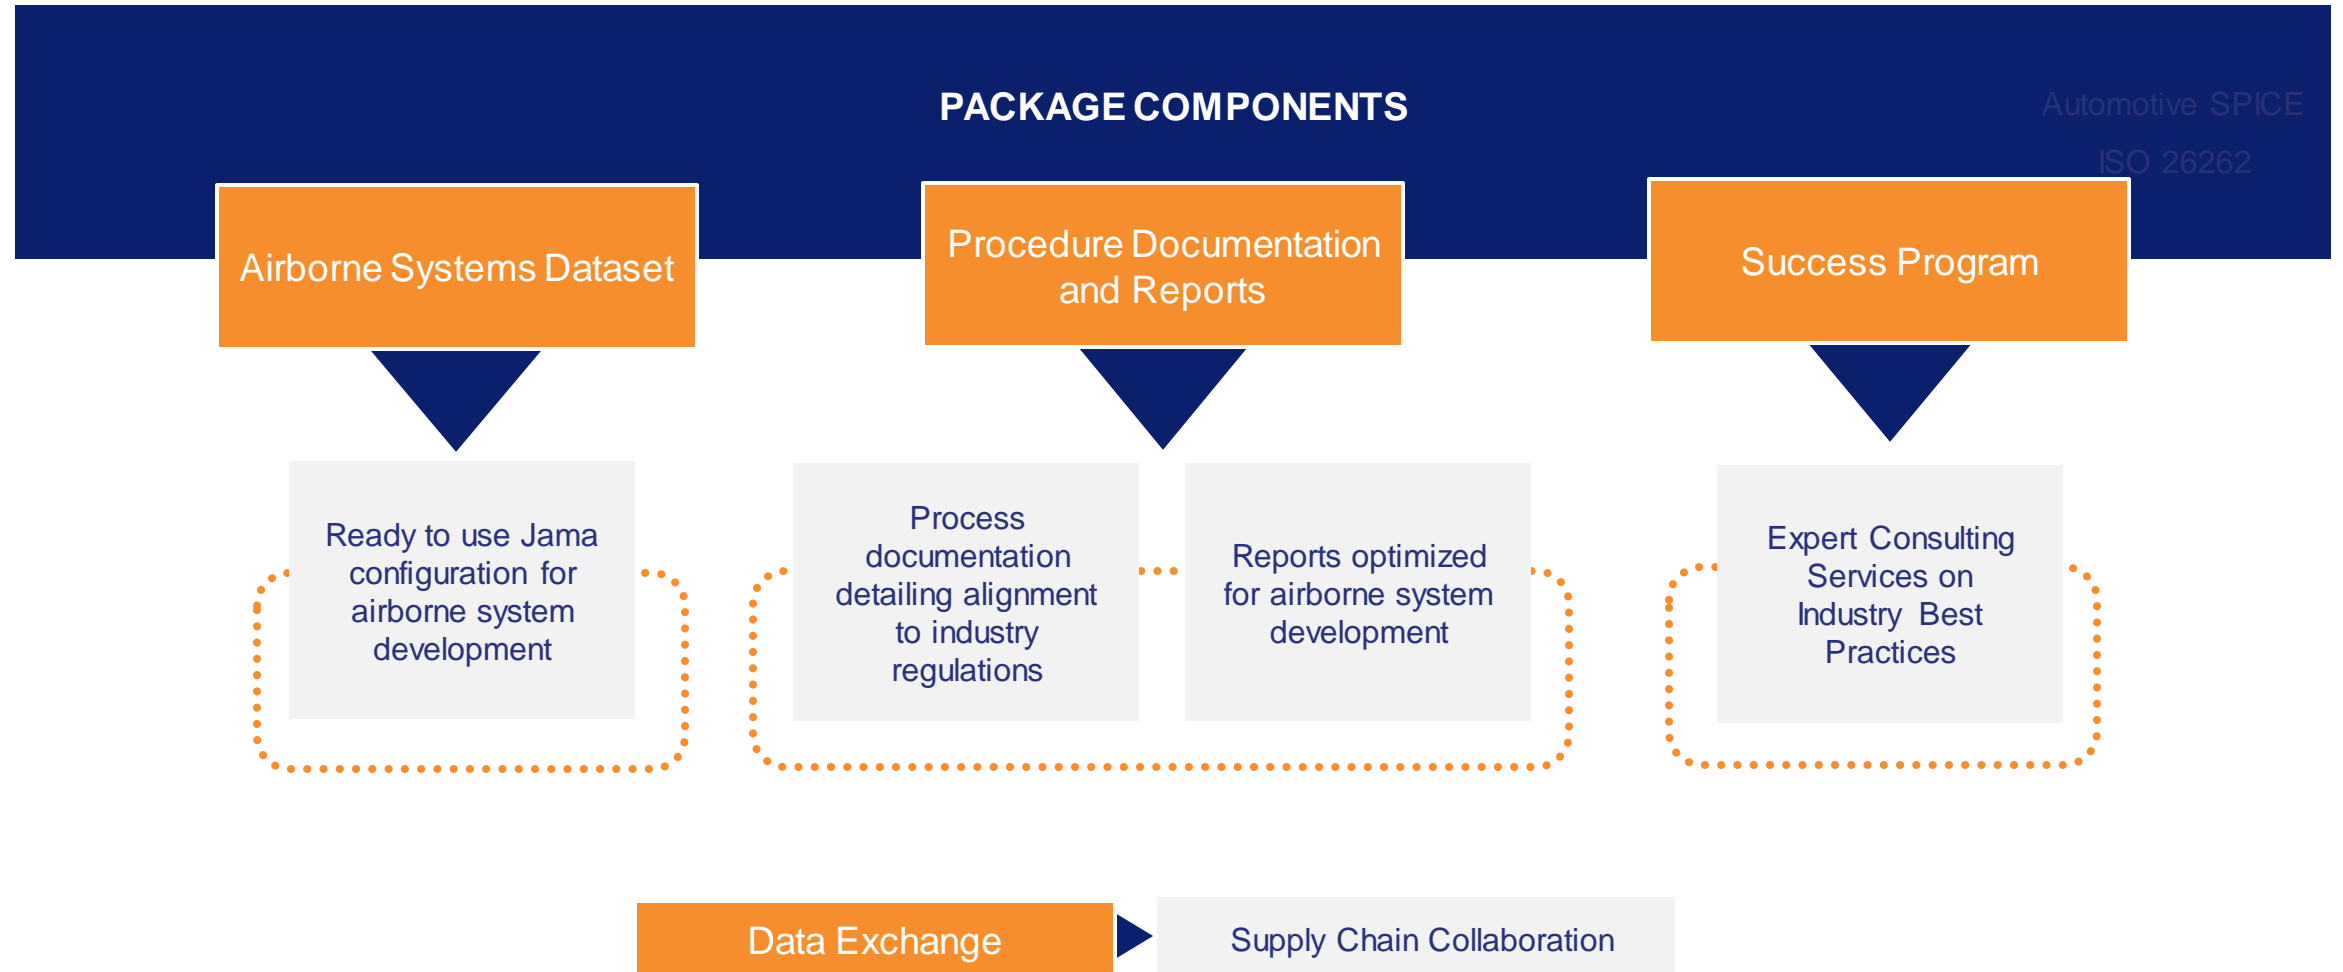 PACKAGE COMPONENTS
Automotive SPICE
ISO 26262
Airborne Systems Dataset
Procedure Documentation
and Reports
Success Program
Ready to use Jama
configuration for
airborne system
development
Process
documentation
detailing alignment
to industry
regulations
Reports optimized
for airborne system
development
Expert Consulting
Services on
Industry Best
Practices
Data Exchange
Supply Chain Collaboration